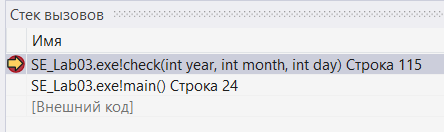 Стек вызовов
Имя
SE_Lab03.exe!check(int year, int month, int day) Строка 115
SE_Lab03.exe!main() Строка 24
[Внешний код]